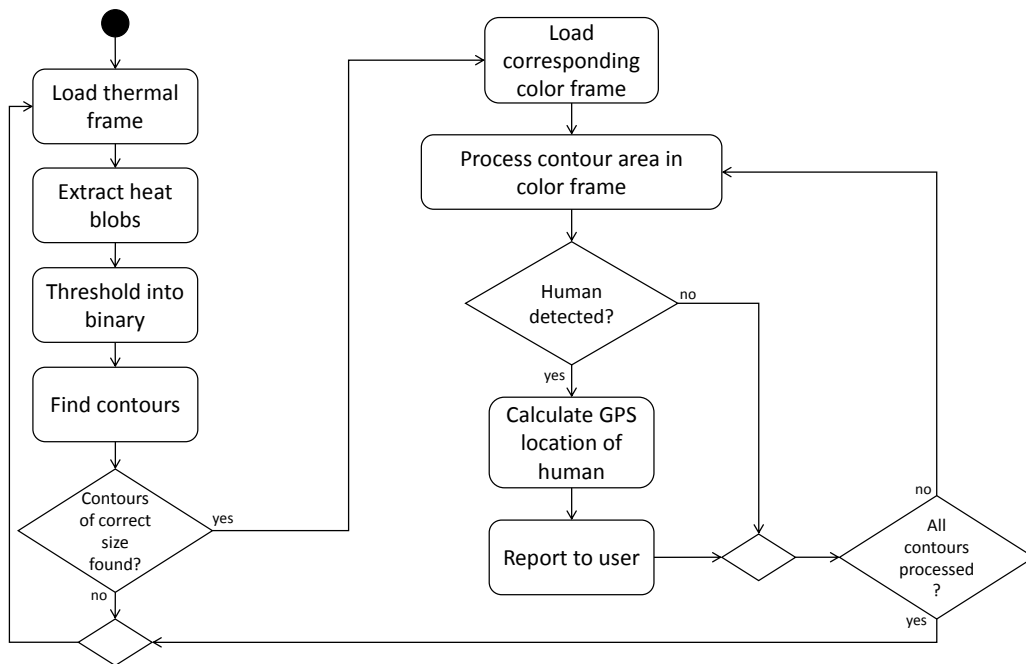 Load thermal
frame
Extract heat
blobs
Threshold into
binary
Find contours
Contours
of correct
size
found?
yes
no
Load
corresponding
color frame
Process contour area in
color frame
Human
detected?
no
yes
Calculate GPS
location of
human
Report to user
no
All
contours
processed
?
yes